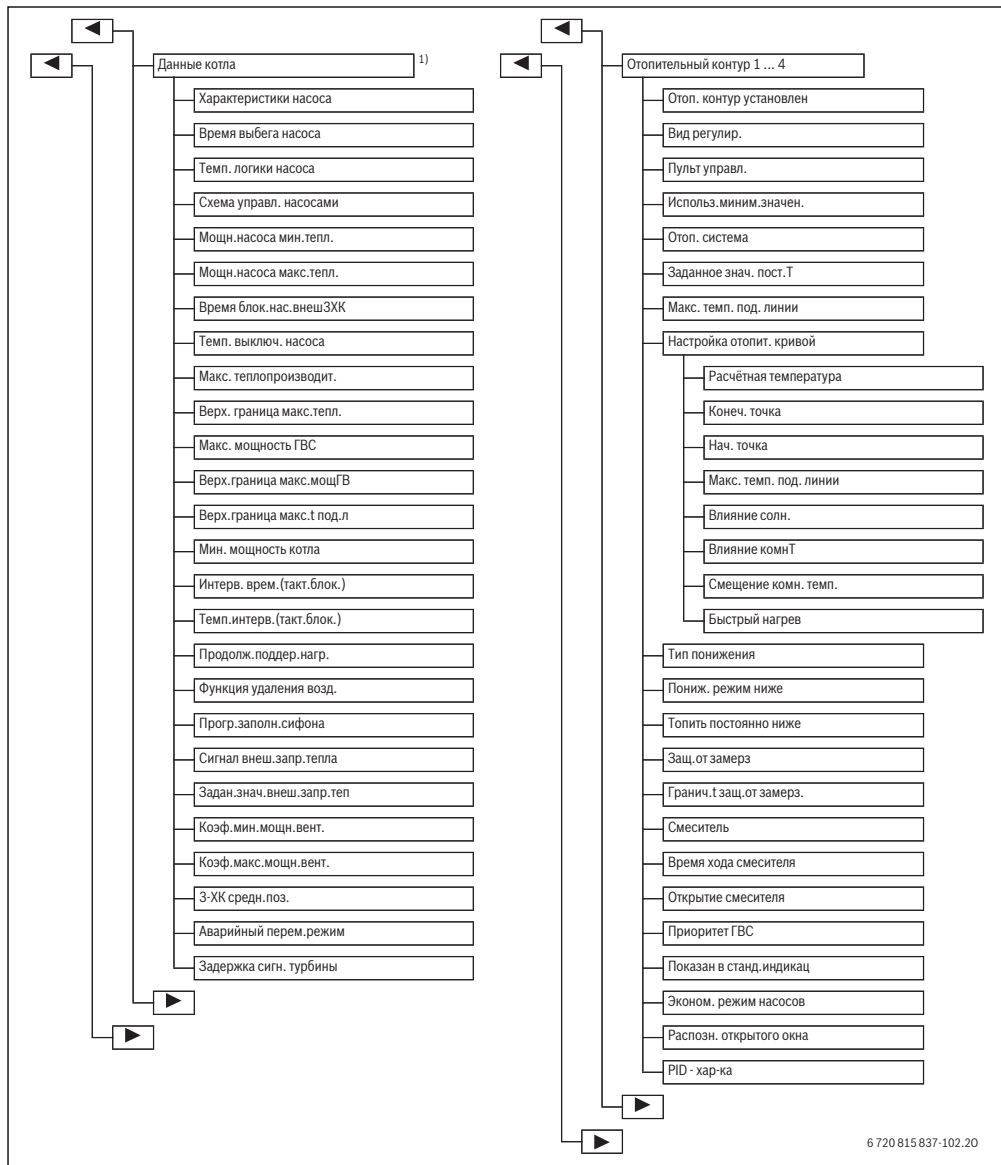 Данные котла 1)
Характеристики насоса
Время выбега насоса
Темп. логики насоса
Схема управл. насосами
Мощн.насоса мин.тепл.
Мощн.насоса макс.тепл.
Время блок.нас.внешЗХК
Темп. выключ. насоса
Макс. теплопроизводит.
Верх. граница макс.тепл.
Макс. мощность ГВС
Верх.граница макс.мощГВ
Верх.граница макс.t под.л
Мин. мощность котла
Интерв. врем.(такт.блок.)
Темп.интерв.(такт.блок.)
Продолж.поддер.нагр.
Функция удаления возд.
Прогр.заполн.сифона
Сигнал внеш.запр.тепла
Задан.знач.внеш.запр.теп
Коэф.мин.мощн.вент.
Коэф.макс.мощн.вент.
3-ХК средн.поз.
Аварийный перем.режим
Задержка сигн. турбины
Отопительный контур 1 ... 4
Отоп. контур установлен
Вид регулир.
Пульт управл.
Использ.миним.значен.
Отоп. система
Заданное знач. пост.Т
Макс. темп. под. линии
Настройка отопит. кривой
Расчётная температура
Конеч. точка
Нач. точка
Макс. темп. под. линии
Влияние солн.
Влияние комнТ
Смещение комн. темп.
Быстрый нагрев
Тип понижения
Пониж. режим ниже
Топить постоянно ниже
Защ.от замерз
Гранич.t защ.от замерз.
Смеситель
Время хода смесителя
Открытие смесителя
Приоритет ГВС
Показан в станд.индикац
Эконом. режим насосов
Распозн. открытого окна
PID - хар-ка
6 720 815 837-102.2O